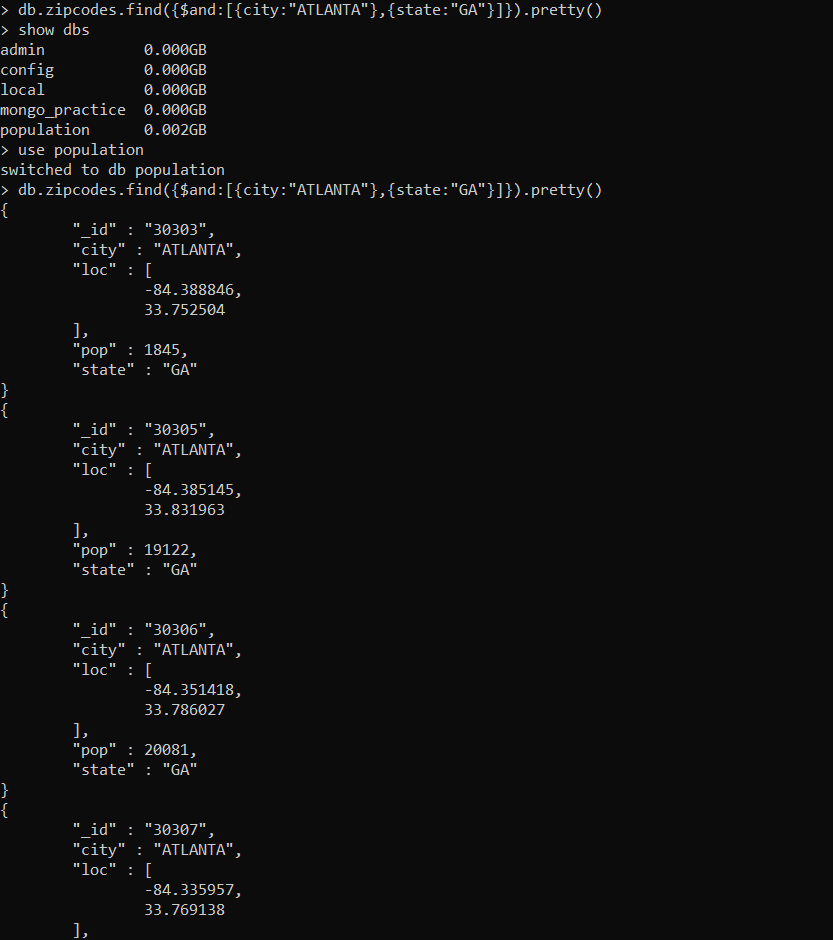 > db.zipcodes.find({$and:[{city:"ATLANTA"},{state:"GA"}]}).pretty()
> show dbs
admin           0.000GB
config          0.000GB
local           0.000GB
mongo_practice  0.000GB
population      0.002GB
> use population
switched to db population
> db.zipcodes.find({$and:[{city:"ATLANTA"},{state:"GA"}]}).pretty()
{
        "_id" : "30303",
        "city" : "ATLANTA",
        "loc" : [
                -84.388846,
                33.752504
        ],
        "pop" : 1845,
        "state" : "GA"
}
{
        "_id" : "30305",
        "city" : "ATLANTA",
        "loc" : [
                -84.385145,
                33.831963
        ],
        "pop" : 19122,
        "state" : "GA"
}
{
        "_id" : "30306",
        "city" : "ATLANTA",
        "loc" : [
                -84.351418,
                33.786027
        ],
        "pop" : 20081,
        "state" : "GA"
}
{
        "_id" : "30307",
        "city" : "ATLANTA",
        "loc" : [
                -84.335957,
                33.769138
        ],